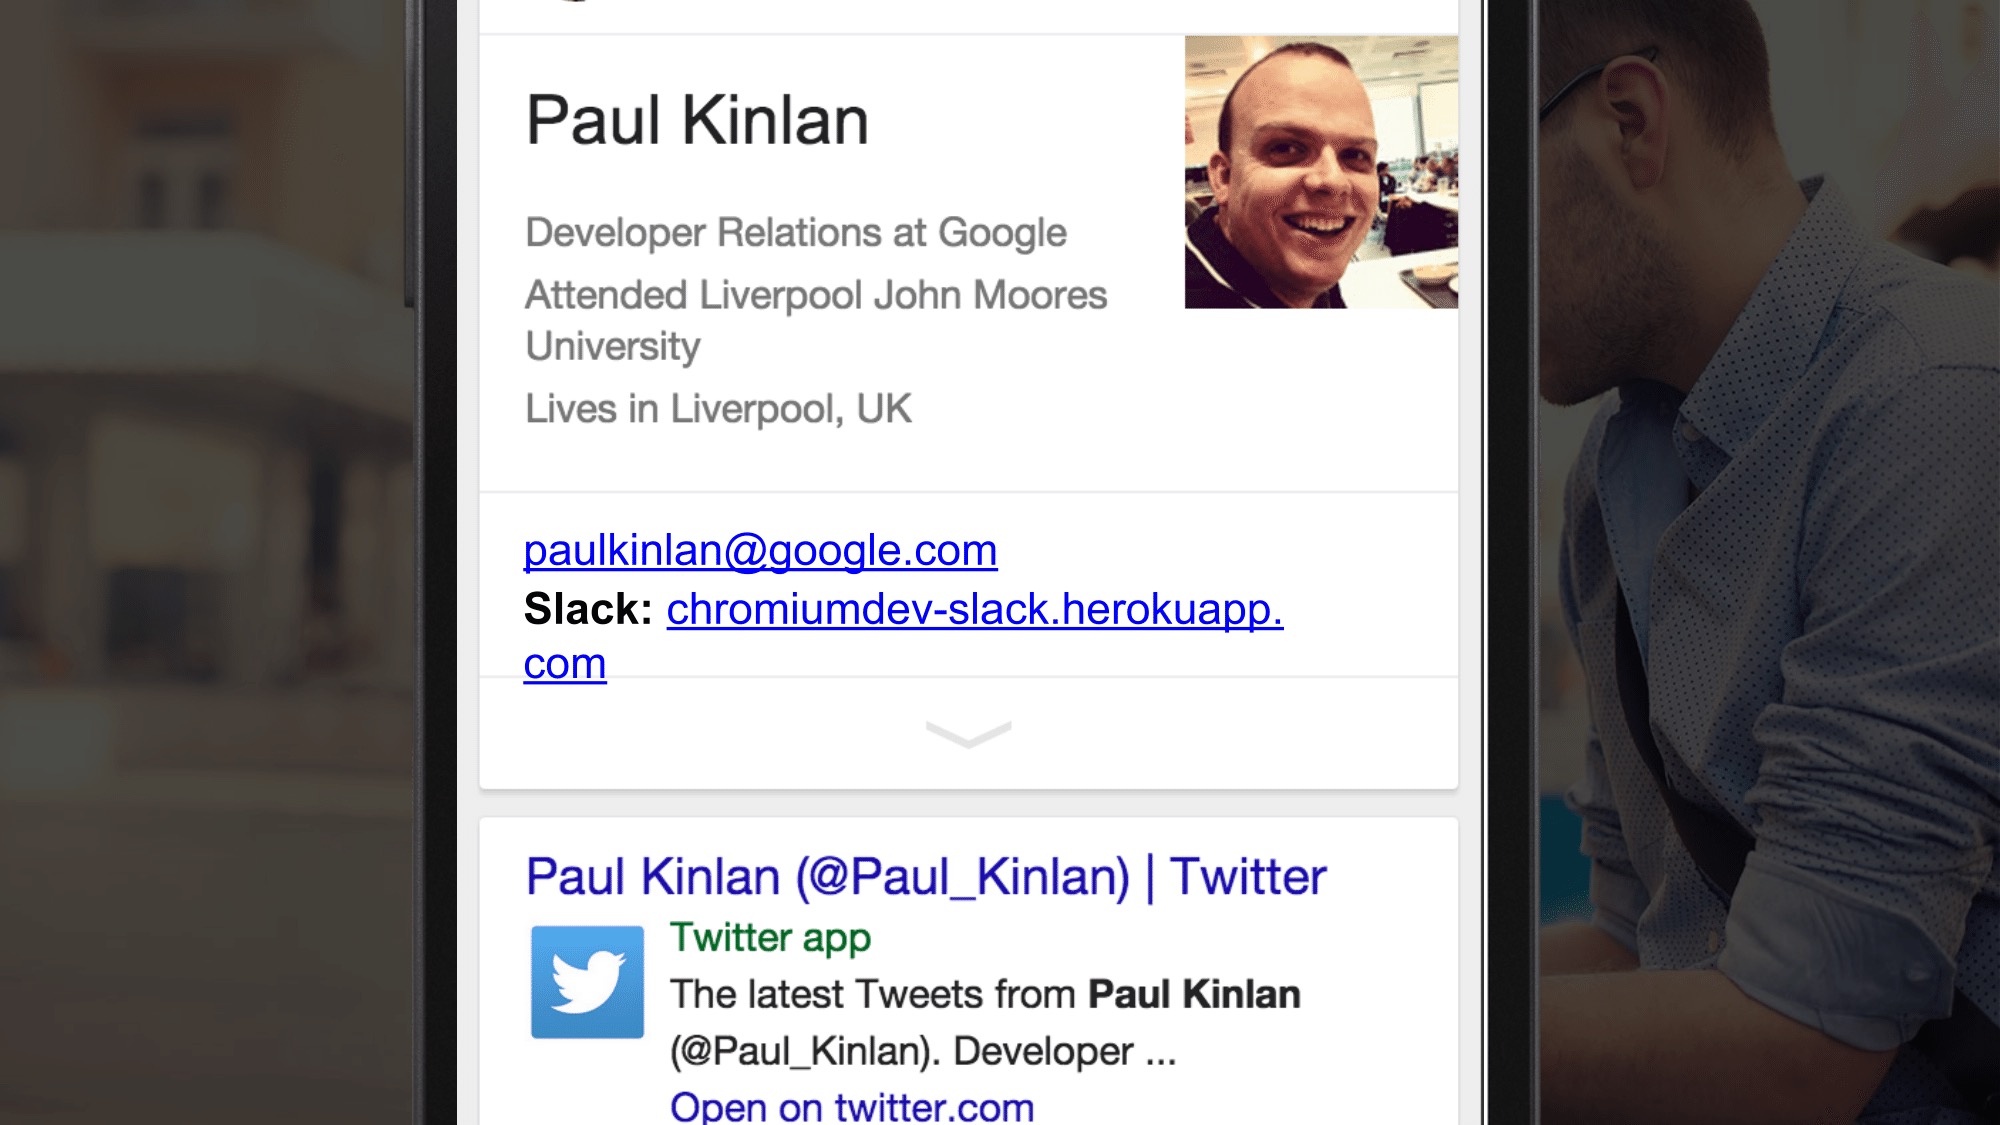 Paul Kinlan
Developer Relations at Google
Attended Liverpool John Moores
University
Lives in Liverpool, UK
paulkinlan@google.com
Slack: chromiumdev-slack.herokuapp.
com
Paul Kinlan (@Paul_Kinlan) | Twitter
Twitter app
The latest Tweets from Paul Kinlan
(@Paul_Kinlan). Developer ...
Open on twitter.com